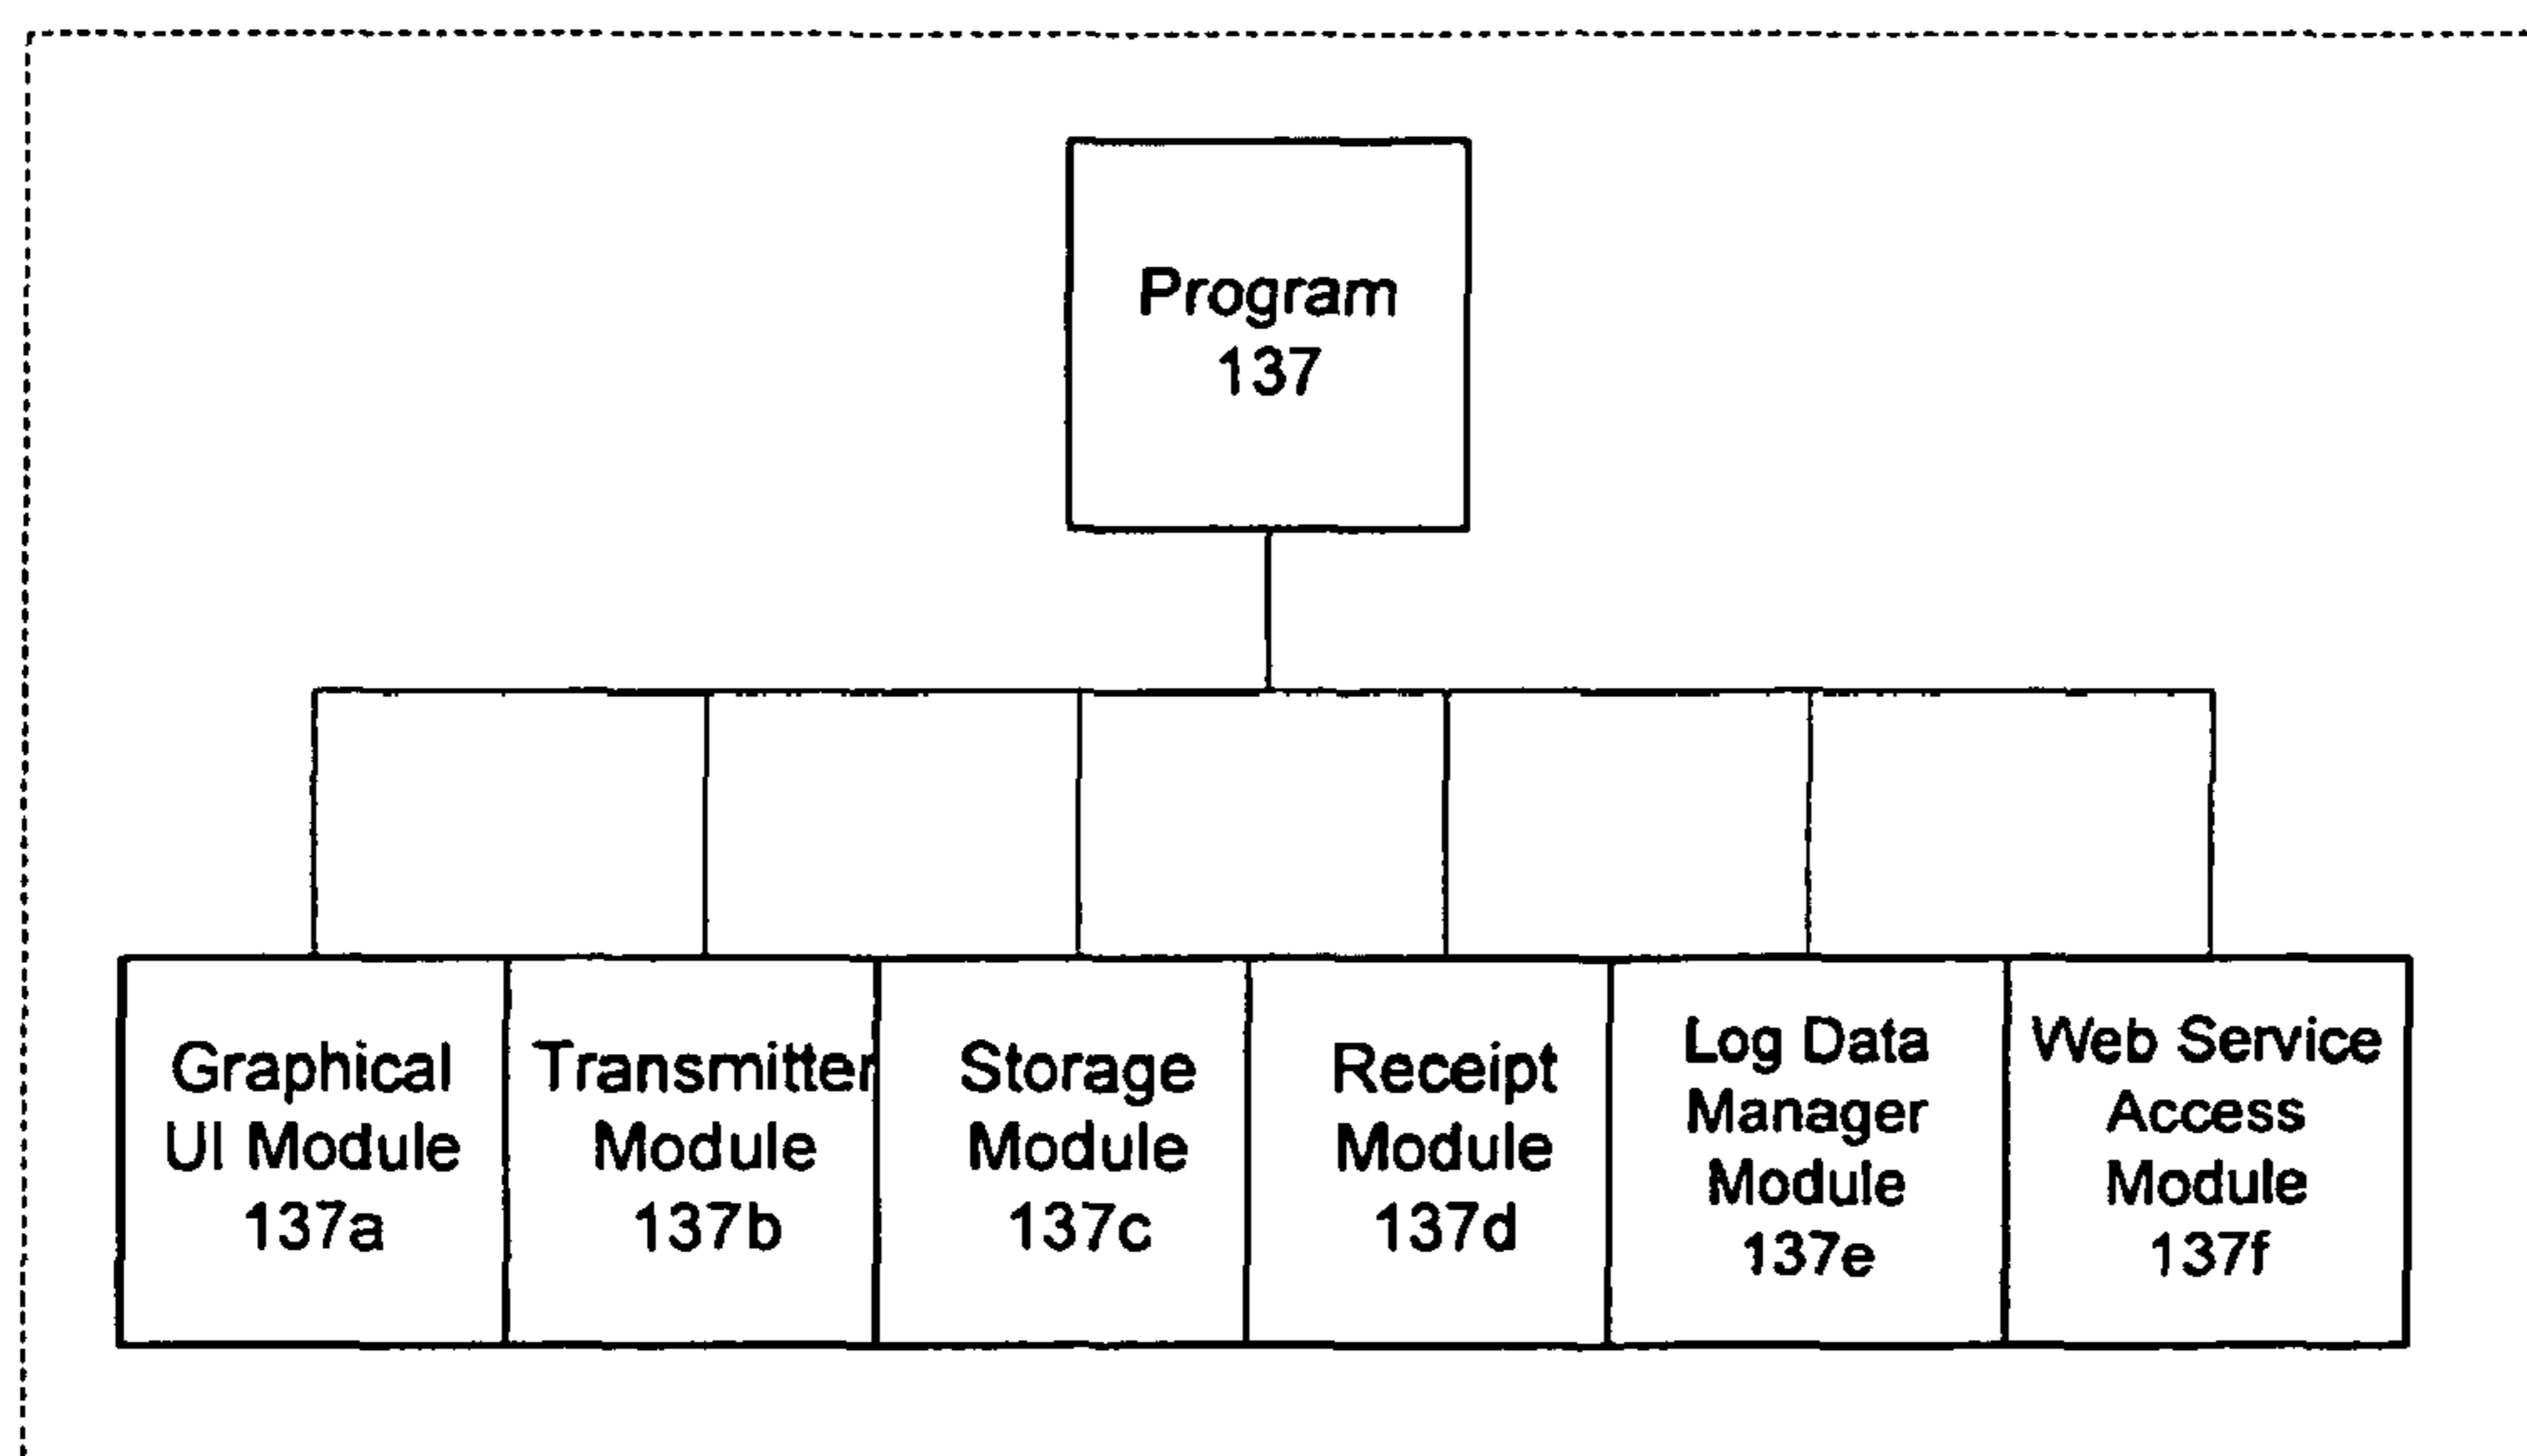 Program
137
Graphical
UI Module
137a
Transmitter
Module
137b
Storage
Module
137c
Receipt
Module
137d
Log Data
Manager
Module
137e
Web Service
Access
Module
137f